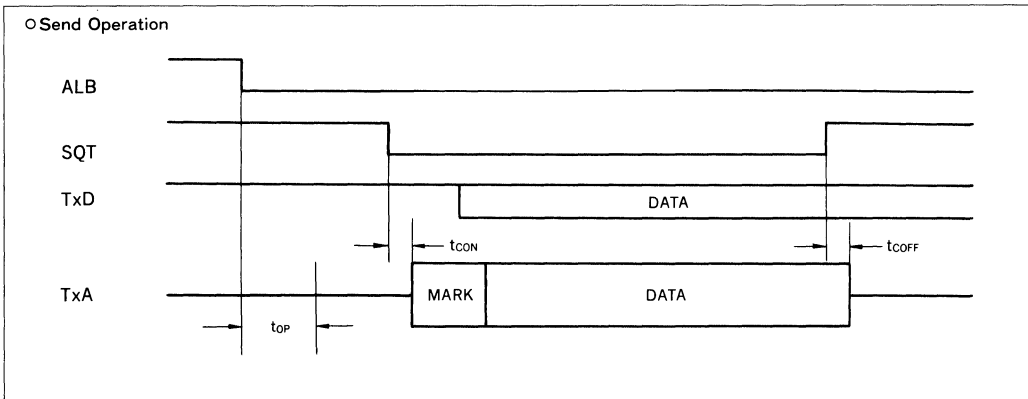 ○ Send Operation
ALB
SQT
TxD
DATA
tCON
tCOFF
TxA
MARK
DATA
tOP